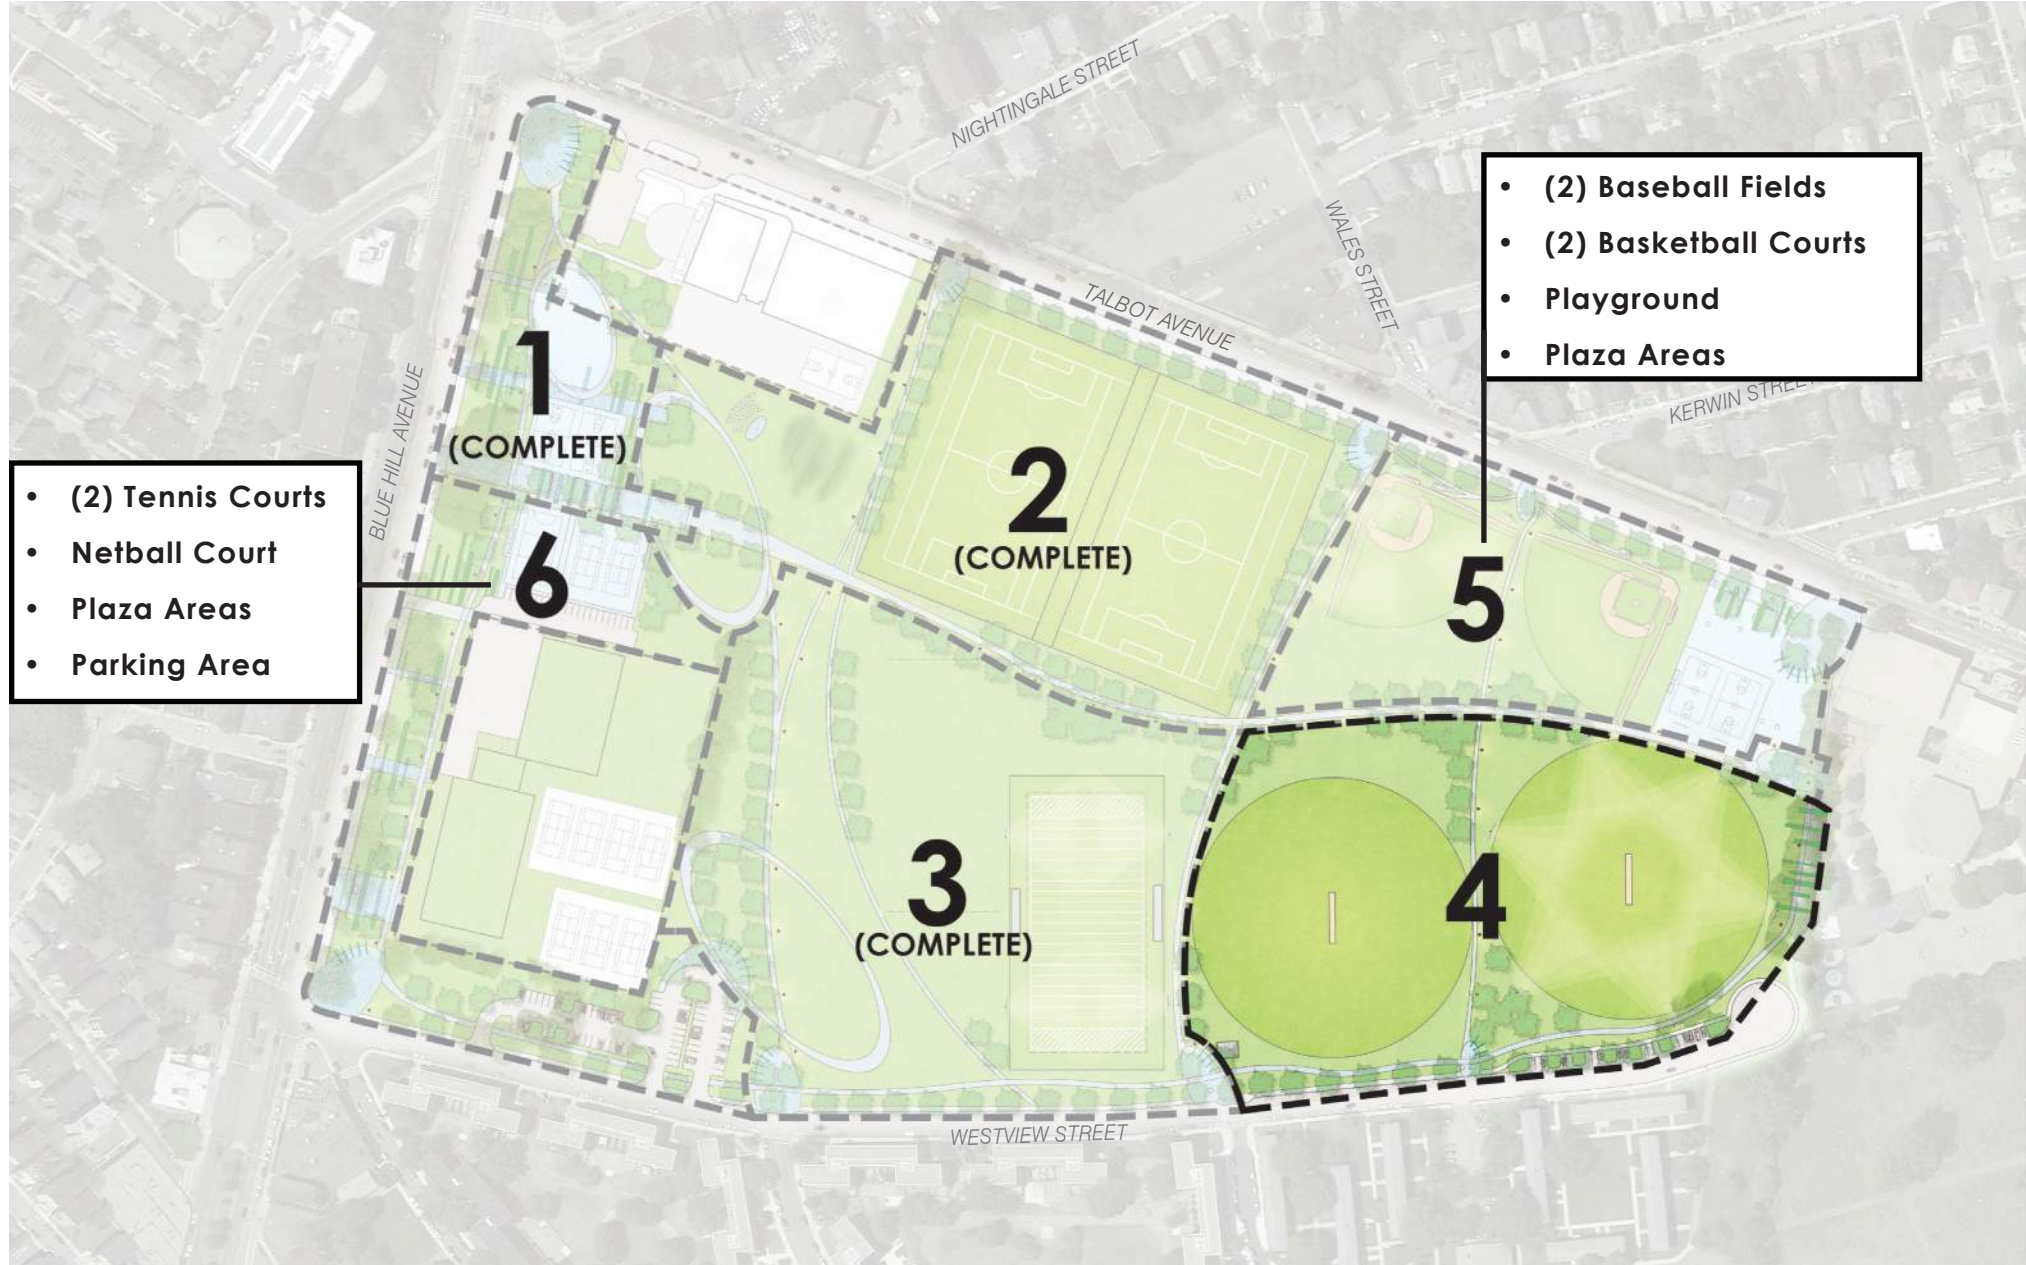 NIGHTINGALE STREET
WALES STREET
TALBOT AVENUE
KERWIN STREET
BLUE HILL AVENUE
WESTVIEW STREET
• (2) Baseball Fields
• (2) Basketball Courts
• Playground
• Plaza Areas
1
(COMPLETE)
2
(COMPLETE)
• (2) Tennis Courts
• Netball Court
• Plaza Areas
• Parking Area
6
5
3
(COMPLETE)
4